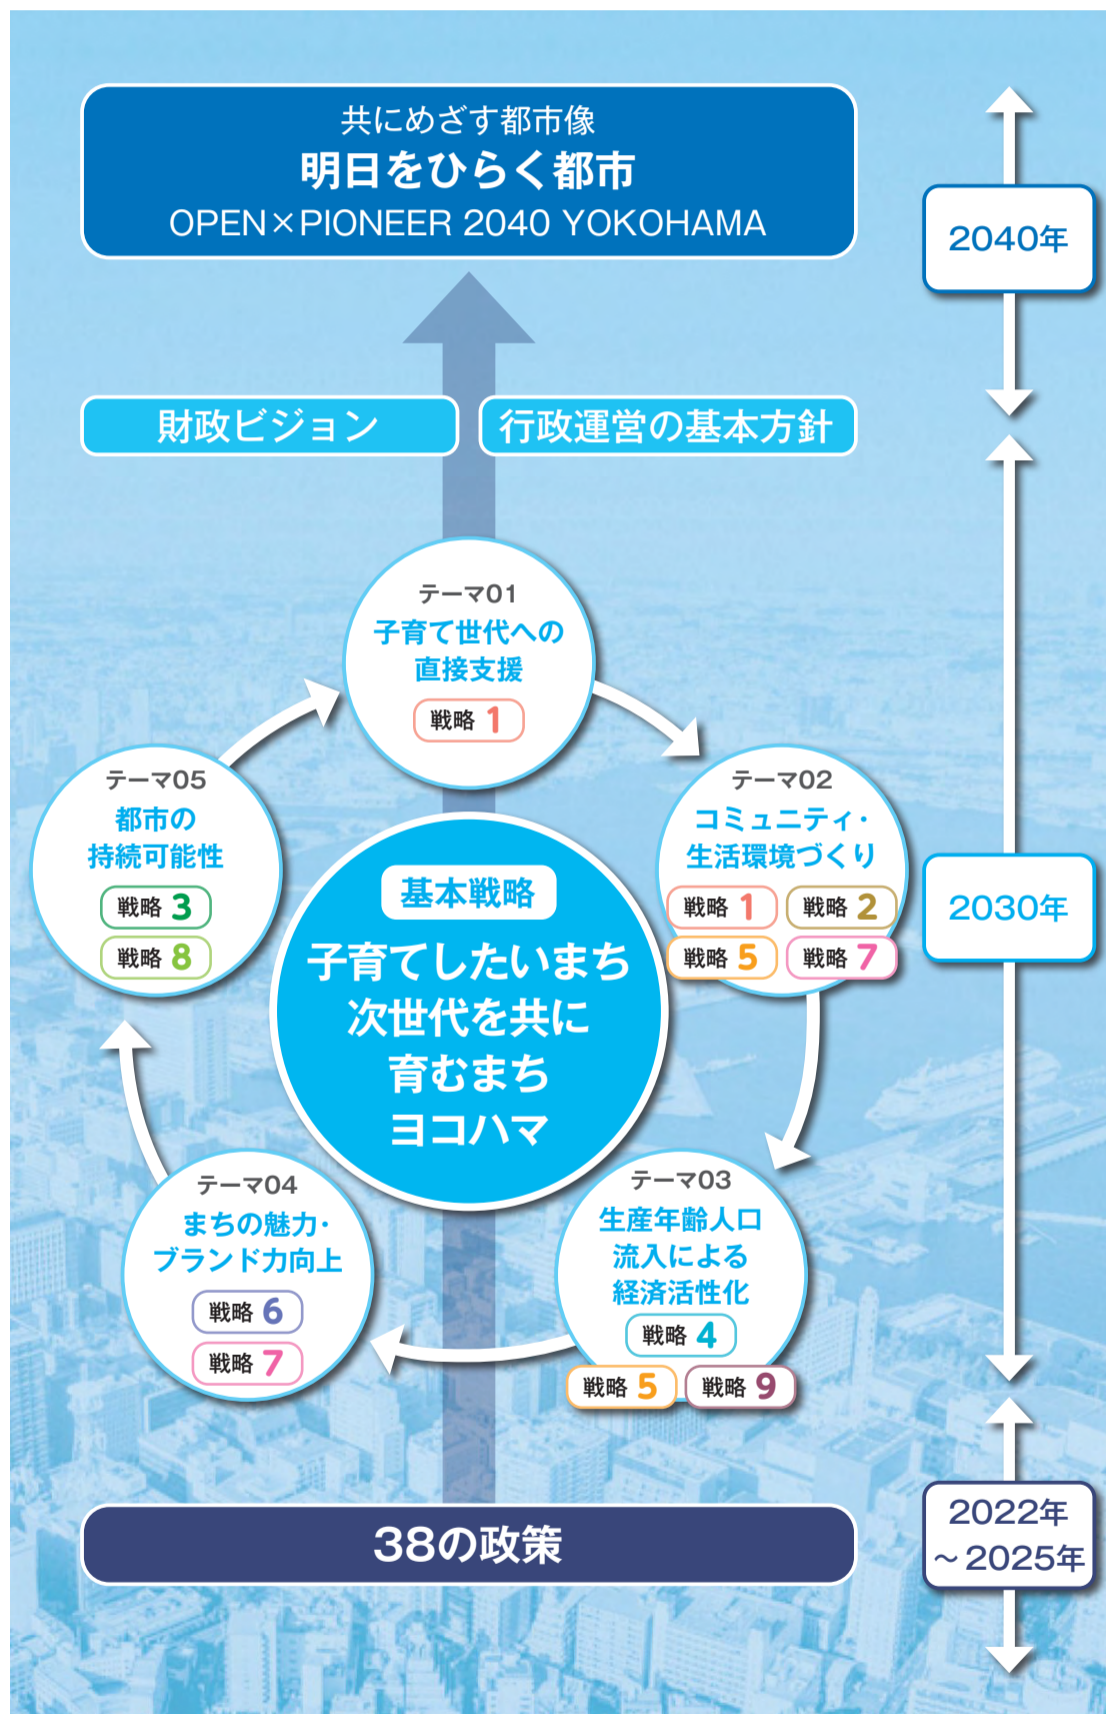 共にめざす都市像
明日をひらく都市
OPEN×PIONEER 2040 YOKOHAMA
2040年
財政ビジョン
行政運営の基本方針
テーマ01
子育て世代への
直接支援
戦略 1
テーマ05
都市の
持続可能性
戦略 3
戦略 8
テーマ02
コミュニティ・
生活環境づくり
戦略 1
戦略 2
戦略 5
戦略 7
基本戦略
子育てしたいまち
次世代を共に
育むまち
ヨコハマ
2030年
テーマ04
まちの魅力・
ブランド力向上
戦略 6
戦略 7
テーマ03
生産年齢人口
流入による
経済活性化
戦略 4
戦略 5
戦略 9
38の政策
2022年
～2025年